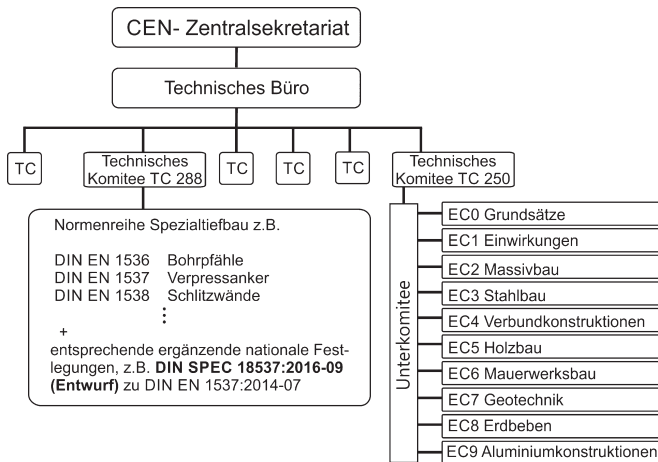 CEN- Zentralsekretariat
Technisches Büro
TC
Technisches
Komitee TC 288
TC
TC
TC
Technisches
Komitee TC 250
Normenreihe Spezialtiefbau z.B.
DIN EN 1536 Bohrpfähle
DIN EN 1537 Verpressanker
DIN EN 1538 Schlitzwände
+
entsprechende ergänzende nationale Fest-
legungen, z.B. DIN SPEC 18537:2016-09
(Entwurf) zu DIN EN 1537:2014-07
Unterkomitee
EC0 Grundsätze
EC1 Einwirkungen
EC2 Massivbau
EC3 Stahlbau
EC4 Verbundkonstruktionen
EC5 Holzbau
EC6 Mauerwerksbau
EC7 Geotechnik
EC8 Erdbeben
EC9 Aluminiumkonstruktionen